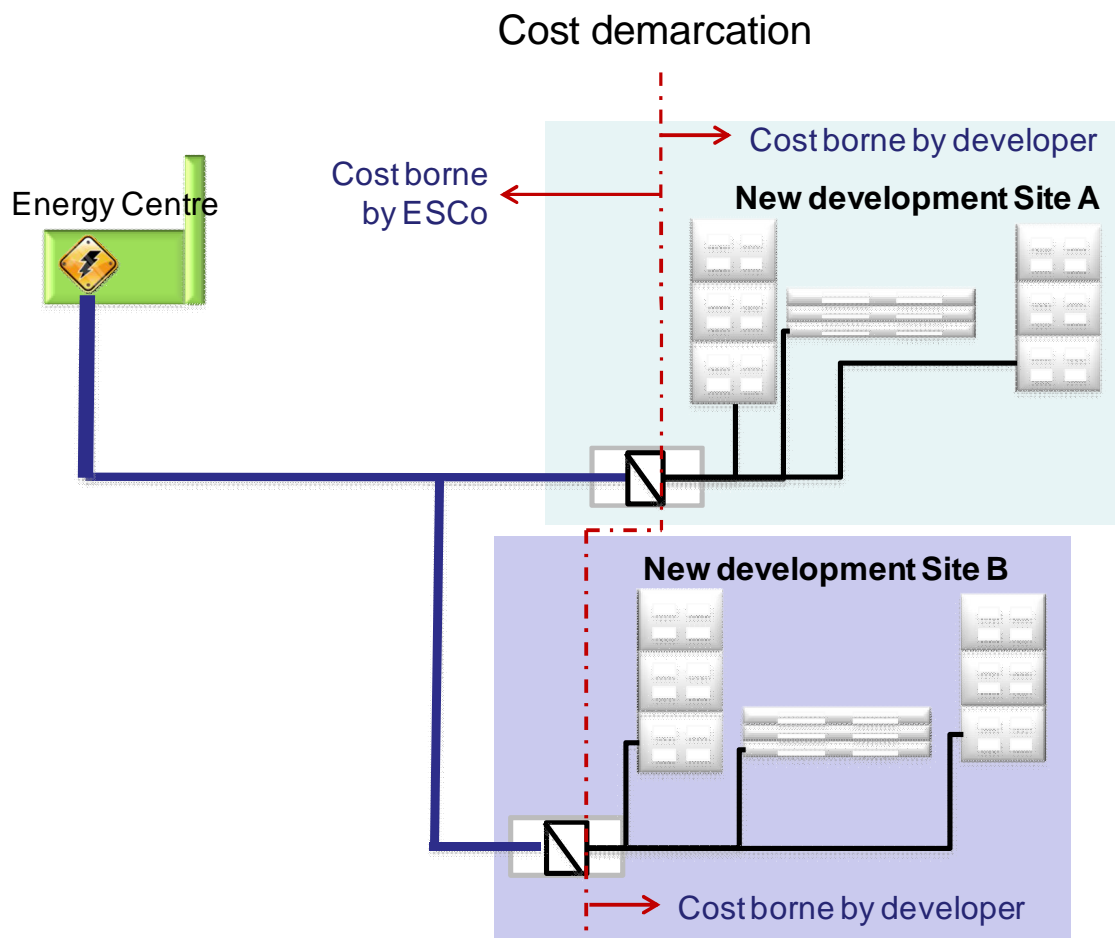 Cost demarcation
Cost borne by developer
Cost borne
by ESCo
Energy Centre
New development Site A
New development Site B
Cost borne by developer